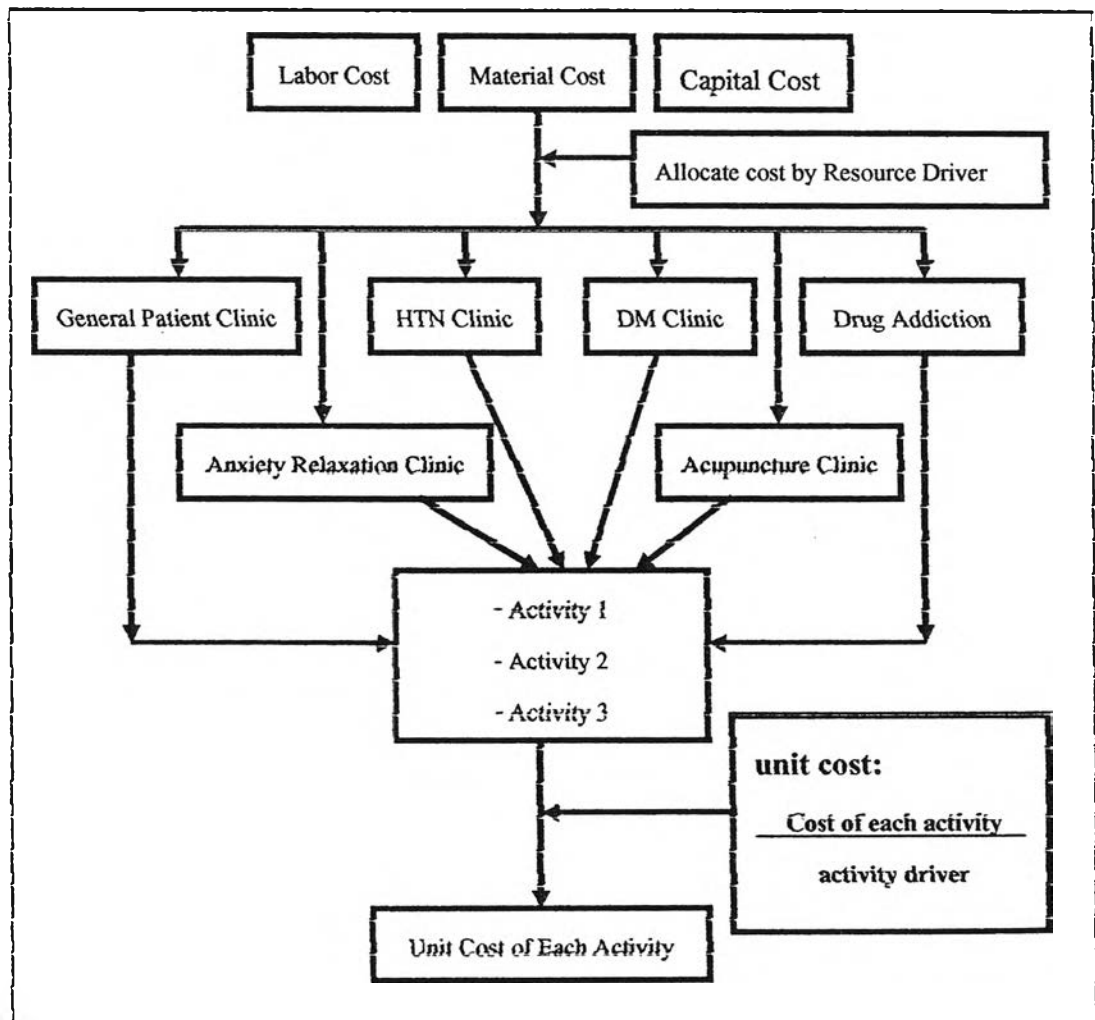 Labor Cost
Material Cost
Capital Cost
Allocate cost by Resource Driver
General Patient Clinic
HTN Clinic
DM Clinic
Drug Addiction
Anxiety Relaxation Clinic
Acupuncture Clinic
- Activity 1
- Activity 2
- Activity 3
unit cost:
Cost of each activity
activity driver
Unit Cost of Each Activity